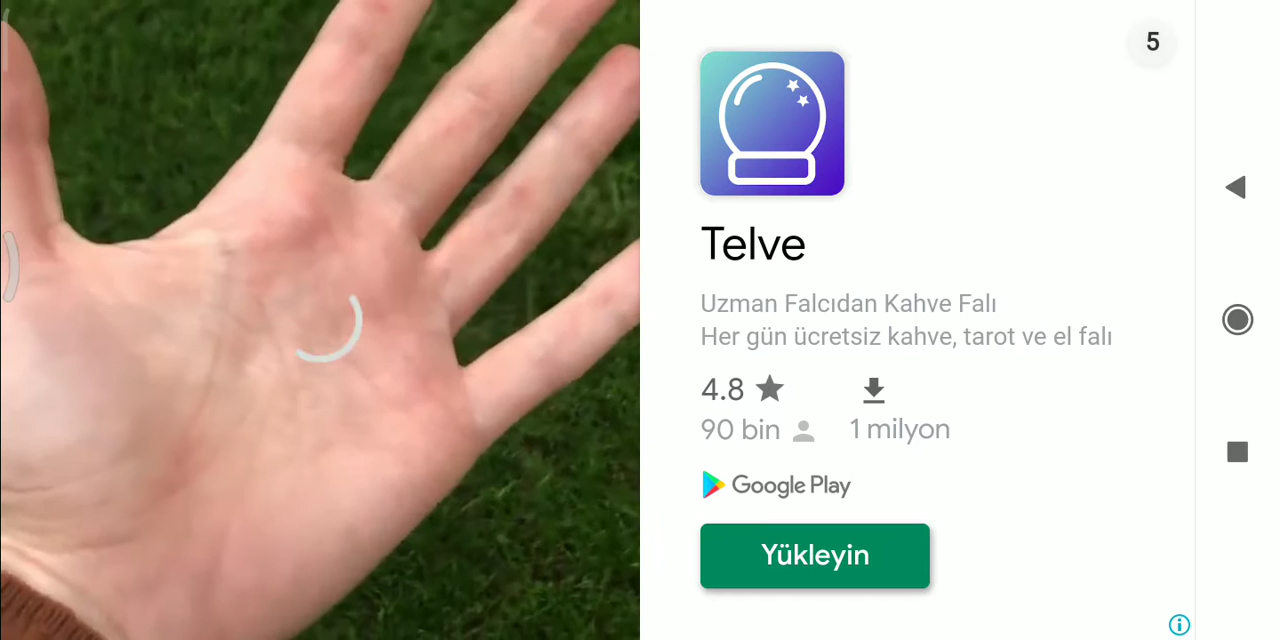 5
Telve
Uzman Falcıdan Kahve Falı
Her gün ücretsiz kahve, tarot ve el falı
4.8
90 bin
1 milyon
Google Play
Yükleyin